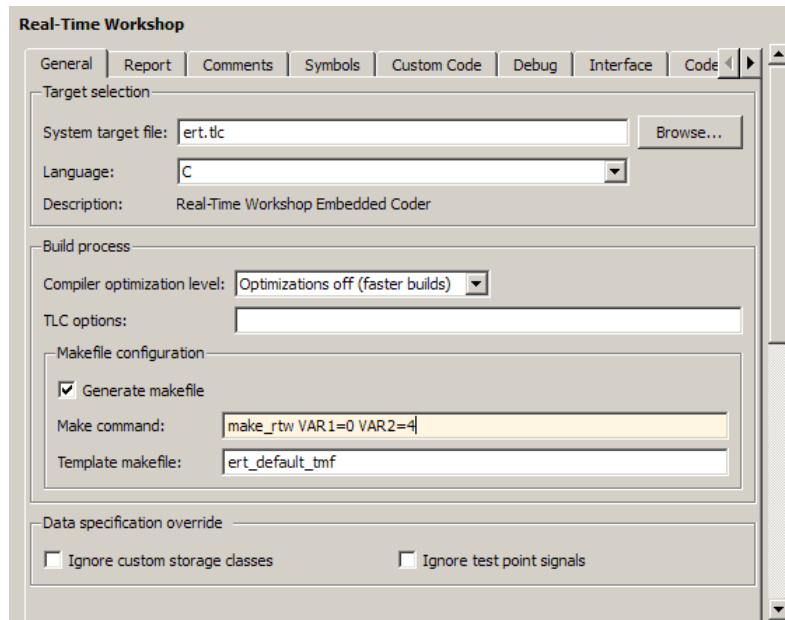 Real-Time Workshop
General Report Comments Symbols Custom Code Debug Interface Code
Target selection
System target file: ert.tlc Browse...
Language: C
Description: Real-Time Workshop Embedded Coder
Build process
Compiler optimization level: Optimizations off (faster builds)
TLC options:
Makefile configuration
Generate makefile
Make command: make_rtw VAR1=0 VAR2=4
Template makefile: ert_default_tmf
Data specification override
Ignore custom storage classes Ignore test point signals